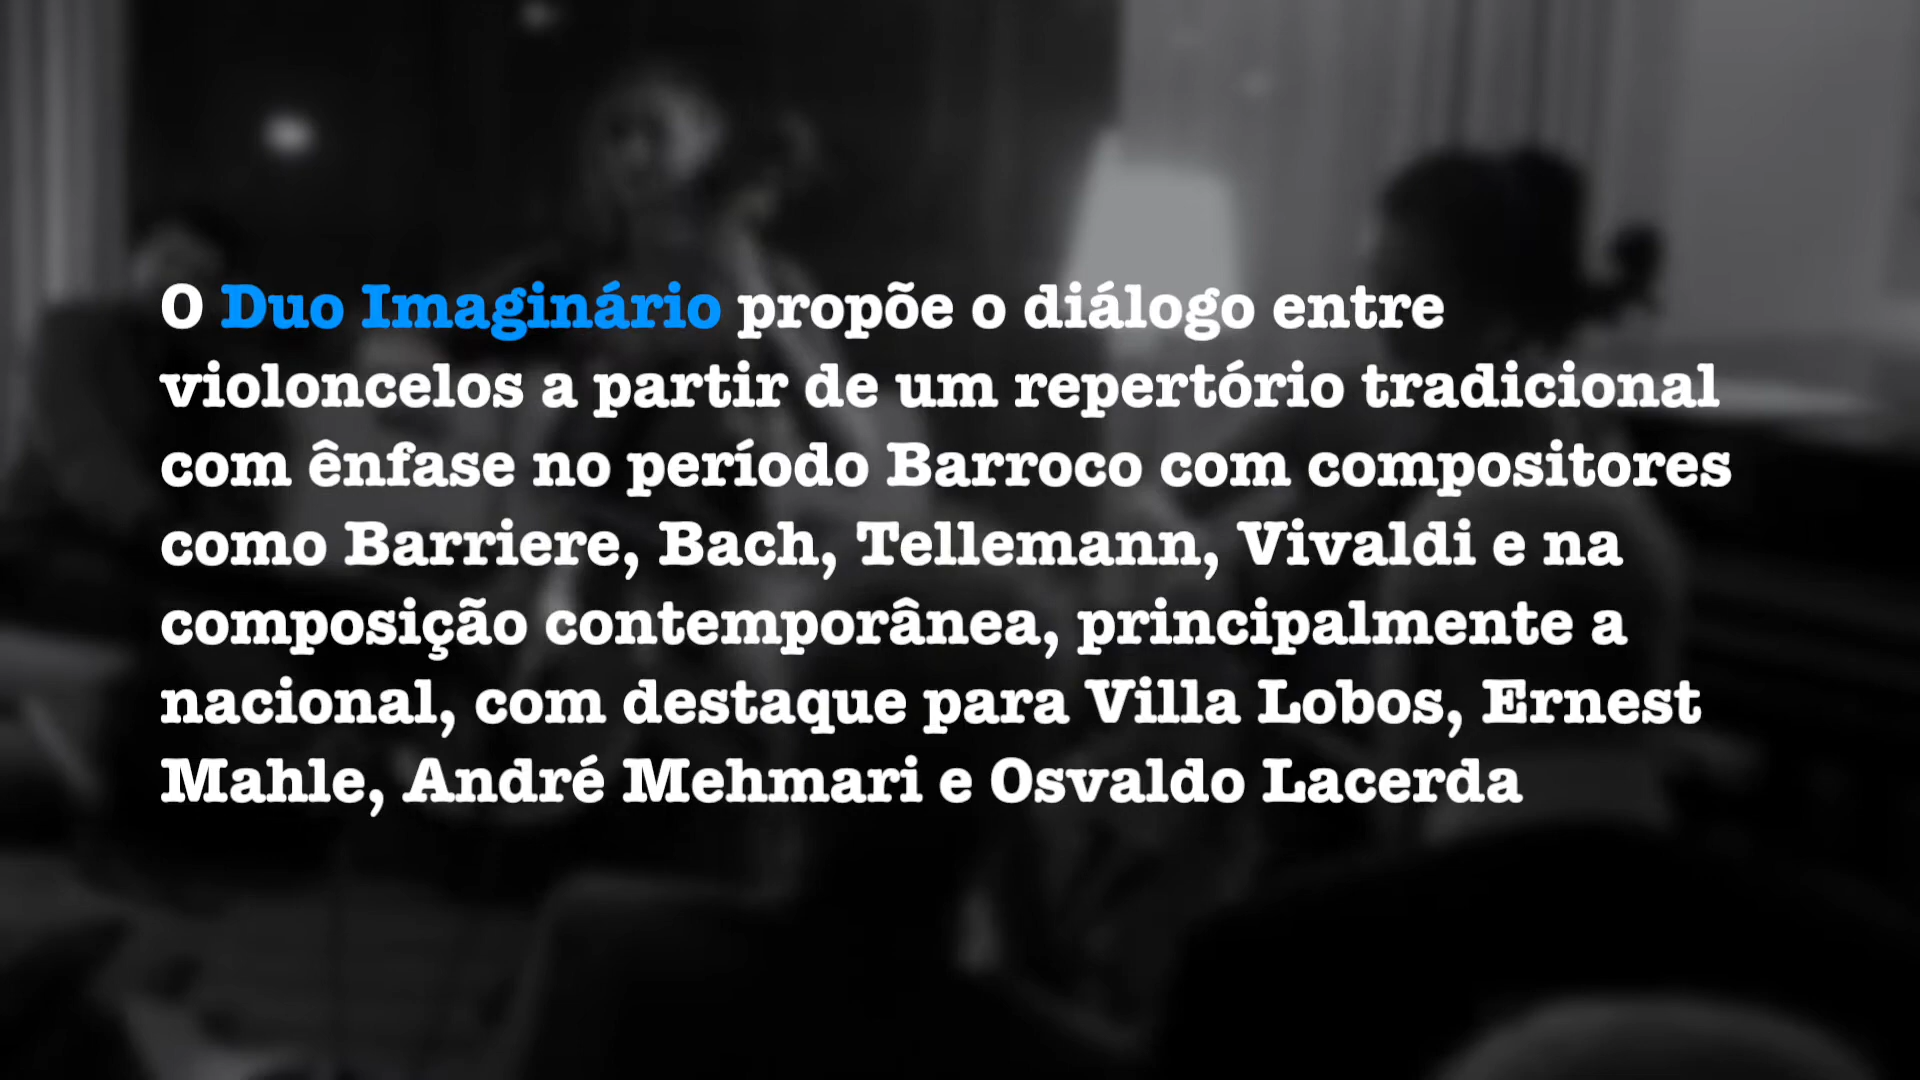 O Duo Imaginário propõe o diálogo entre
violoncelos a partir de um repertório tradicional
com ênfase no período Barroco com compositores
como Barriere, Bach, Tellemann, Vivaldi e na
composição contemporânea, principalmente a
nacional, com destaque para Villa Lobos, Ernest
Mahle, André Mehmari e Osvaldo Lacerda